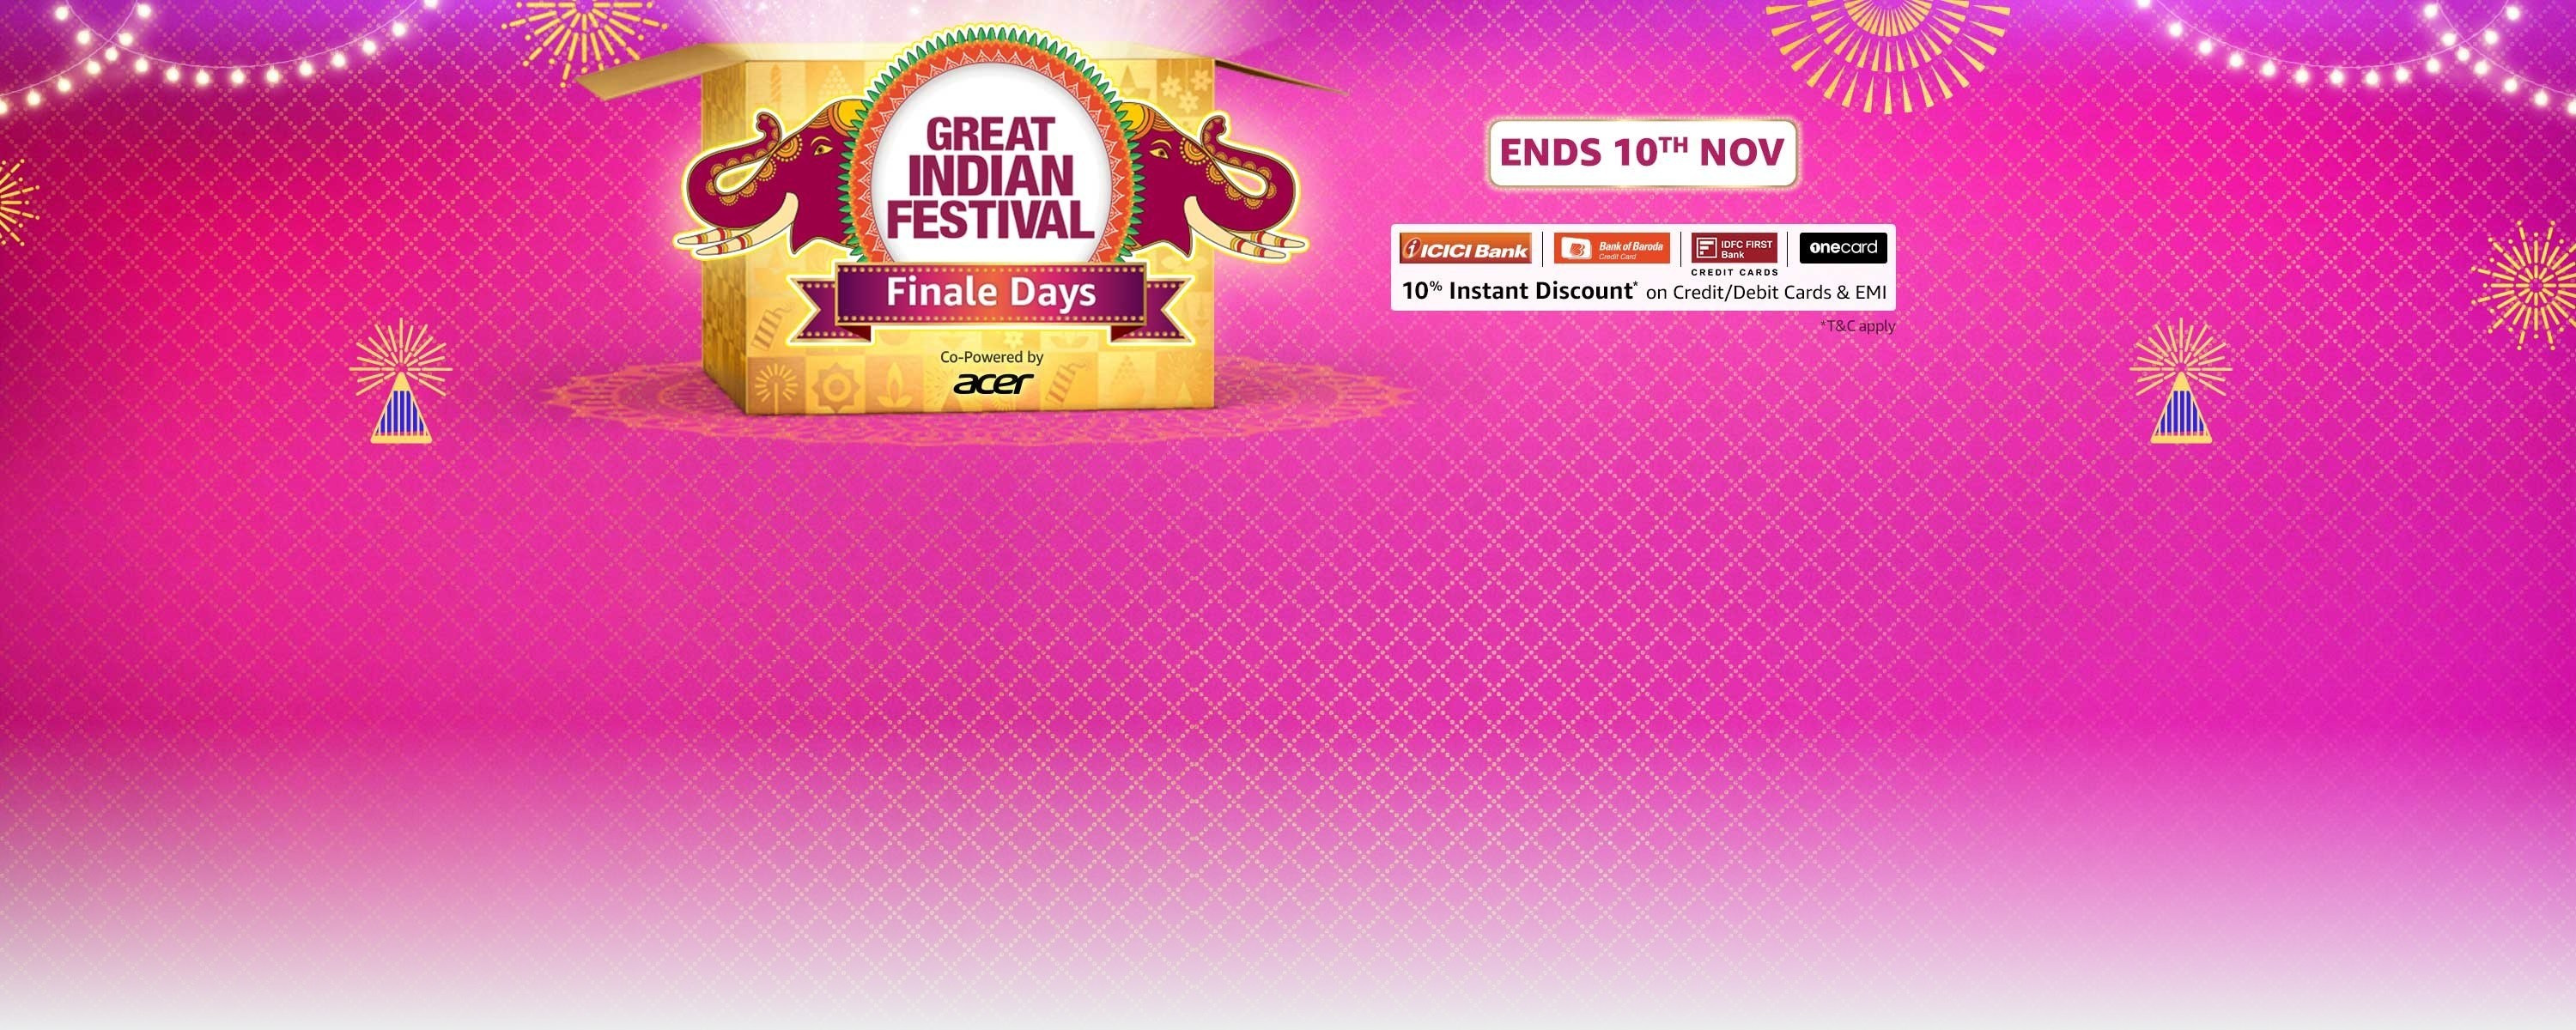 GREAT
INDIAN
FESTIVAL
Finale Days
Co-Powered by
acer
ENDS 10TH NOV
ICICI Bank
Bank of Baroda
Credit Card
IDFC FIRST
Bank
CREDIT CARDS
onecard
10% Instant Discount* on Credit/Debit Cards & EMI
*T&C apply